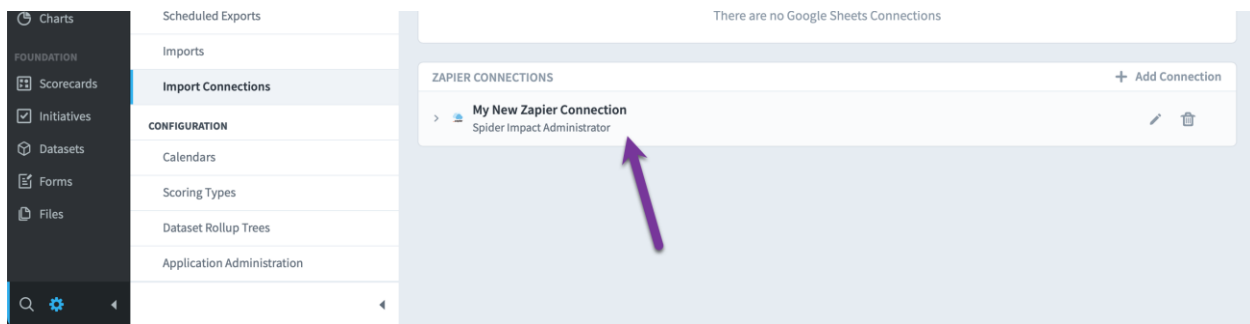 Charts
FOUNDATION
Scorecards
Initiatives
Datasets
Forms
Files
Scheduled Exports
Imports
Import Connections
CONFIGURATION
Calendars
Scoring Types
Dataset Rollup Trees
Application Administration
There are no Google Sheets Connections
ZAPIER CONNECTIONS
+ Add Connection
My New Zapier Connection
Spider Impact Administrator